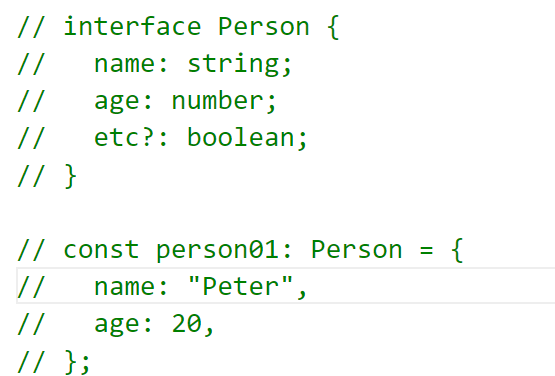 // interface Person {
//   name: string;
//   age: number;
//   etc?: boolean;
// }
// const person01: Person = {
//   name: "Peter",
//   age: 20,
// };